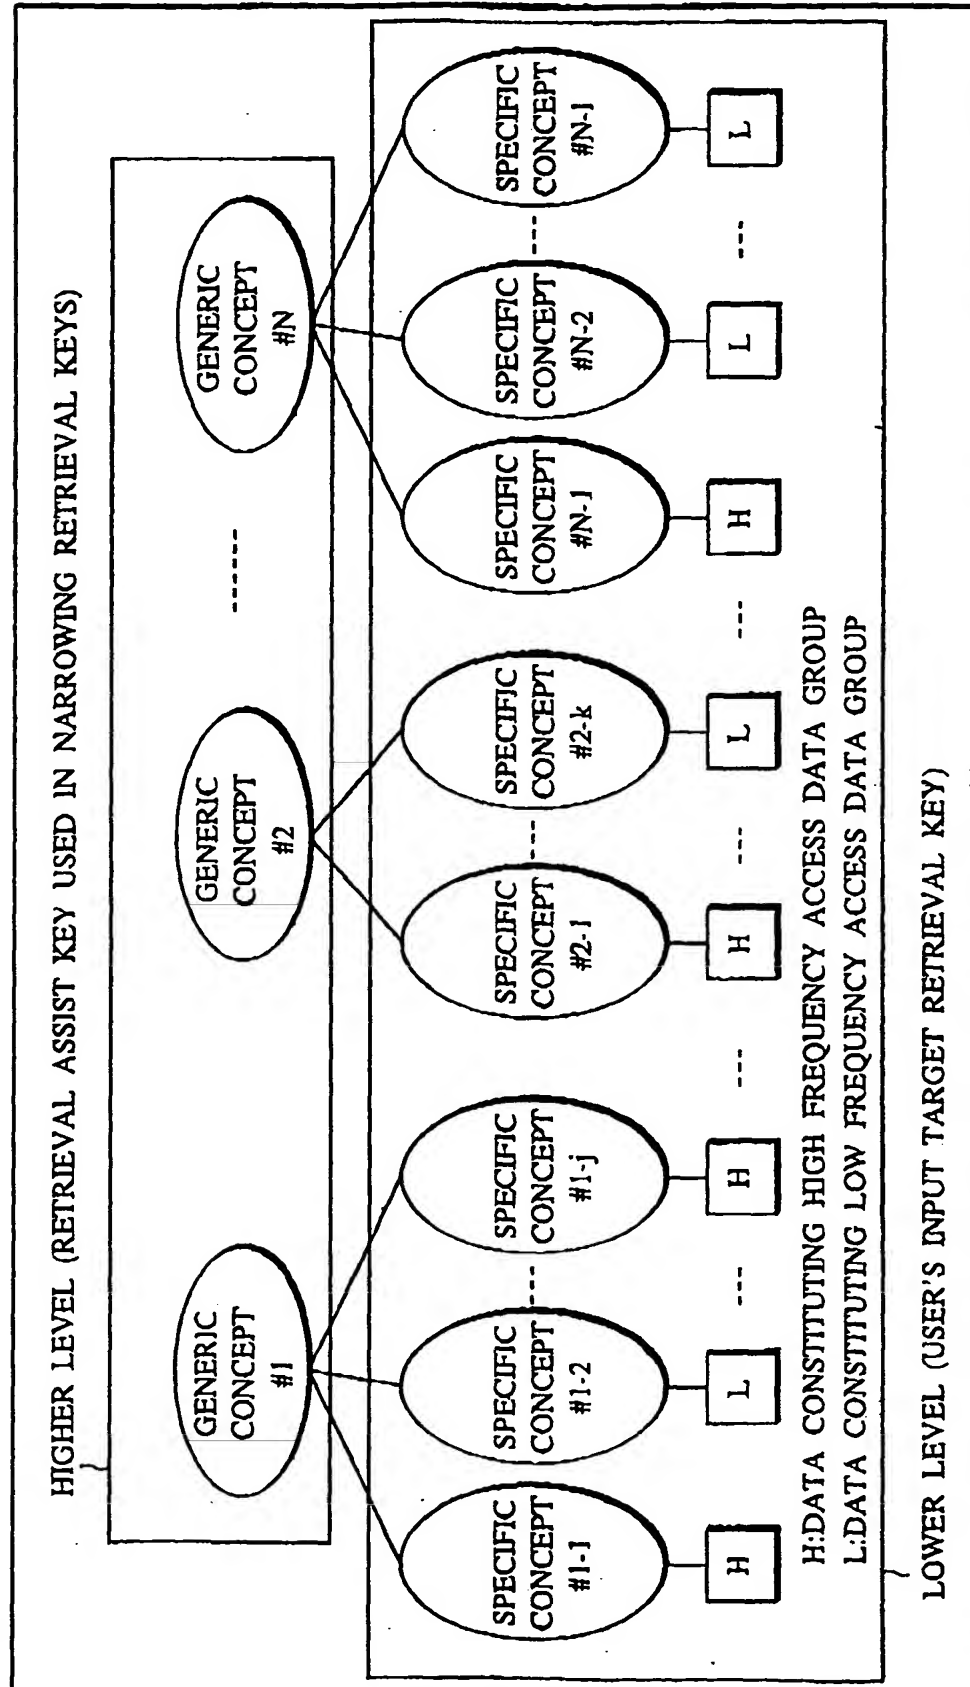 HIGHER LEVEL (RETRIEVAL ASSIST KEY USED IN NARROWING RETRIEVAL KEYS)
GENERIC
CONCEPT
#1
GENERIC
CONCEPT
#2
------
GENERIC
CONCEPT
#N
SPECIFIC
CONCEPT
#1-1
SPECIFIC
CONCEPT
#1-2
----
SPECIFIC
CONCEPT
#1-j
SPECIFIC
CONCEPT
#2-1
----
SPECIFIC
CONCEPT
#2-k
SPECIFIC
CONCEPT
#N-1
SPECIFIC
CONCEPT
#N-2
----
SPECIFIC
CONCEPT
#N-1
H
L
---
H
---
H
---
L
---
H
L
---
L
H:DATA CONSTITUTING HIGH FREQUENCY ACCESS DATA GROUP
L:DATA CONSTITUTING LOW FREQUENCY ACCESS DATA GROUP
LOWER LEVEL (USER'S INPUT TARGET RETRIEVAL KEY)